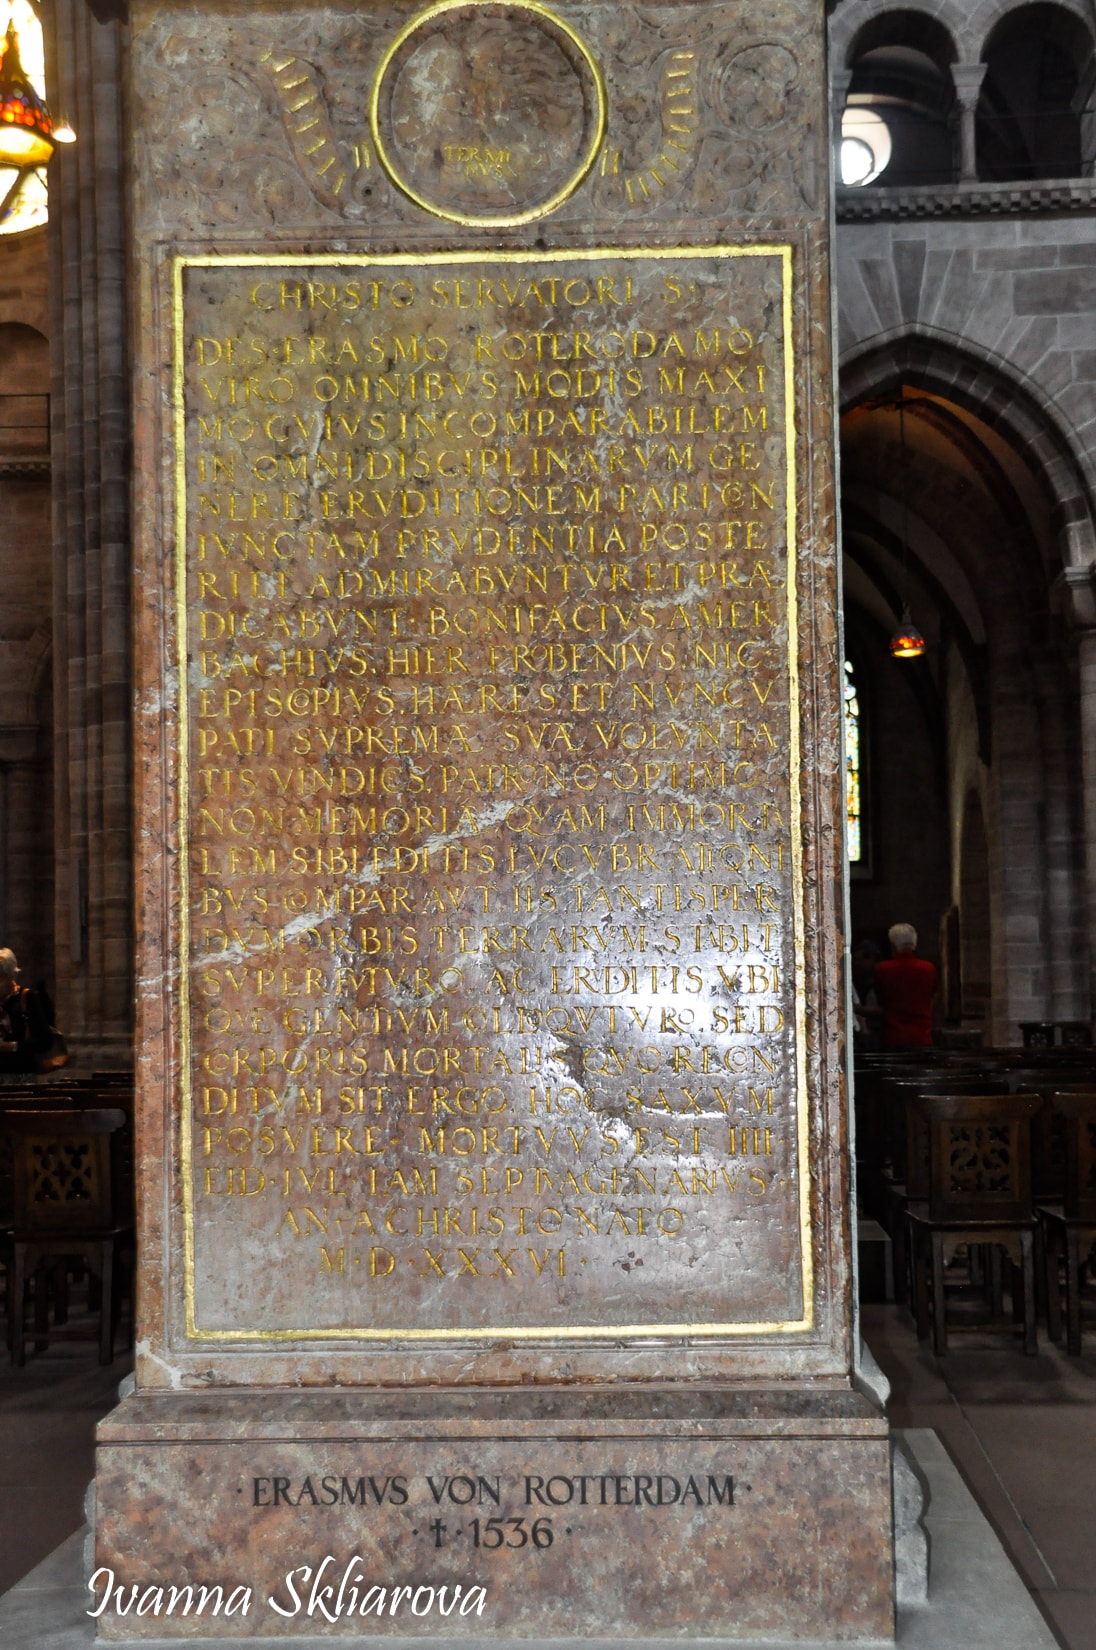 TERMI
NVS
CHRISTO SERVATORI S·
DES·ERASMO ROTERODAMO
VIRO OMNIBVS MODIS MAXI
MO CVIVS INCOMPARABILEM
IN OMNI DISCIPLINARVM GE
NERE ERVDITIONEM PARI CON
IVNCTAM PRVDENTIA POSTE
RI ET ADMIRABVNTVR ET PRÆ
DICABVNT· BONIFACIVS AMER
BACHIVS, HIER FROBENIVS, NIC·
EPISCOPIVS, HÆRES, ET NVNCV
PATI SVPREMÆ SVÆ VOLVNTA
TIS VINDICES, PATRONO OPTIMO
NON MEMORIÆ, QVAM IMMORTA
LEM SIBI EDITIS LVCVBRATIONI
BVS COMPARAVIT, IIS TANTISPER
DVM ORBIS TERRARVM STABIT
SVPERFVTVRO, AC ERVDITIS VBI
QVE GENTIVM COLLOQVVTVRO, SED
CORPORIS MORTALIS QVO RECON
DITVM SIT ERGO, HOC SAXVM
POSVERE· MORTVVS EST IIII
EID·IVL·IAM SEPTVAGENARIVS·
AN·A CHRISTO NATO
M·D·XXXVI·
·ERASMVS VON ROTTERDAM·
·†·1536·
Ivanna Skliarova